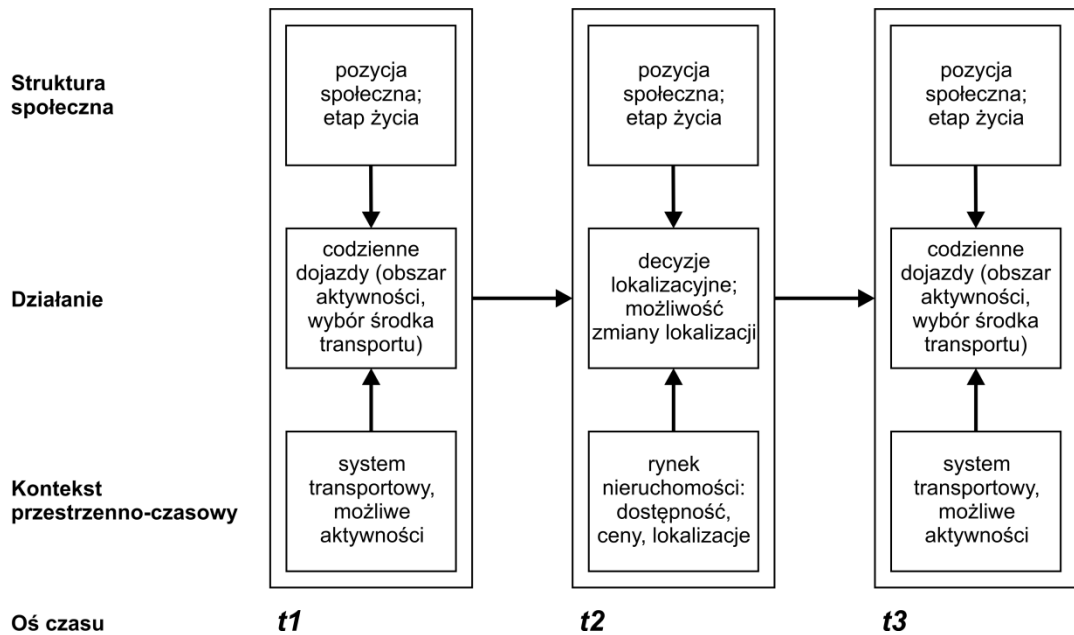 Struktura
społeczna
pozycja
społeczna;
etap życia
pozycja
społeczna;
etap życia
pozycja
społeczna;
etap życia
Działanie
codzienne
dojazdy (obszar
aktywności,
wybór środka
transportu)
decyzje
lokalizacyjne;
możliwość
zmiany lokalizacji
codzienne
dojazdy (obszar
aktywności,
wybór środka
transportu)
Kontekst
przestrzenno-czasowy
system
transportowy,
możliwe
aktywności
rynek
nieruchomości:
dostępność,
ceny, lokalizacje
system
transportowy,
możliwe
aktywności
Oś czasu
t1
t2
t3